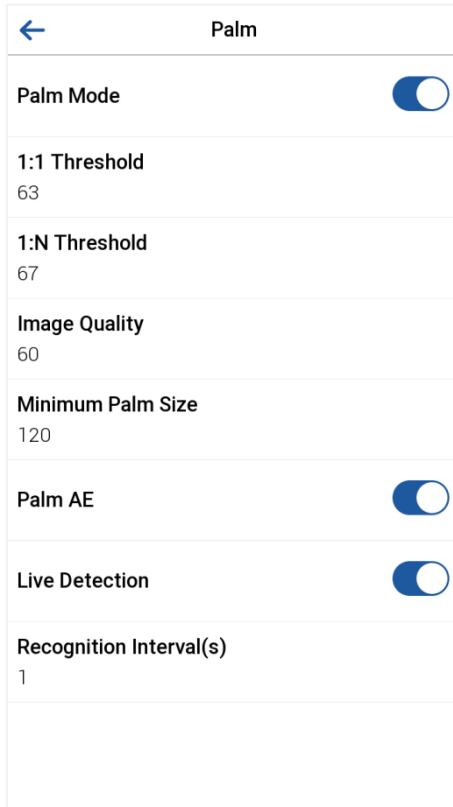 Palm
Palm Mode
1:1 Threshold
63
1:N Threshold
67
Image Quality
60
Minimum Palm Size
120
Palm AE
Live Detection
Recognition Interval(s)
1